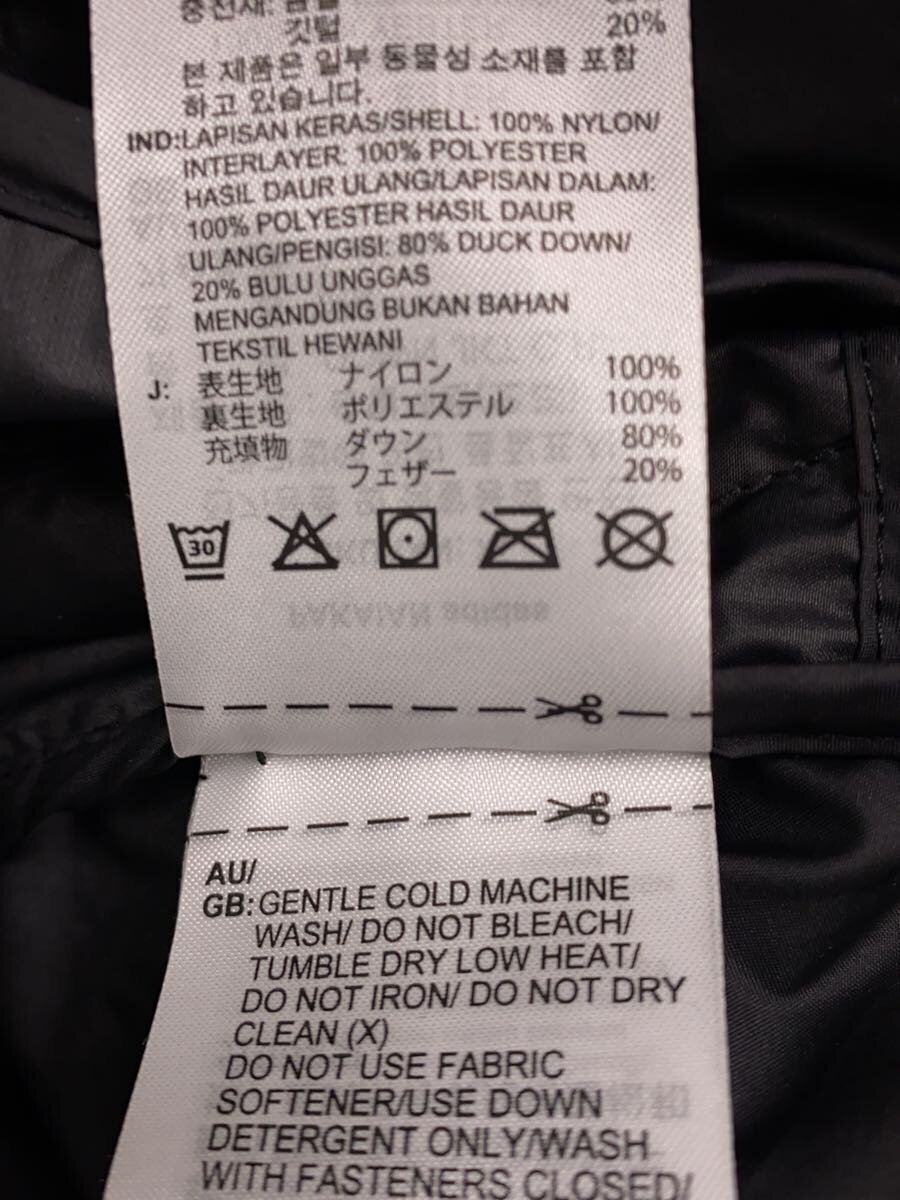 충전재:
깃털 20%
본 제품은 일부 동물성 소재를 포함
하고 있습니다.
IND:LAPISAN KERAS/SHELL: 100% NYLON/
INTERLAYER: 100% POLYESTER
HASIL DAUR ULANG/LAPISAN DALAM:
100% POLYESTER HASIL DAUR
ULANG/PENGISI: 80% DUCK DOWN/
20% BULU UNGGAS
MENGANDUNG BUKAN BAHAN
TEKSTIL HEWANI
J: 表生地 ナイロン 100%
裏生地 ポリエステル 100%
充填物 ダウン 80%
フェザー 20%
30
AU/
GB:GENTLE COLD MACHINE
WASH/ DO NOT BLEACH/
TUMBLE DRY LOW HEAT/
DO NOT IRON/ DO NOT DRY
CLEAN (X)
DO NOT USE FABRIC
SOFTENER/USE DOWN
DETERGENT ONLY/WASH
WITH FASTENERS CLOSED/